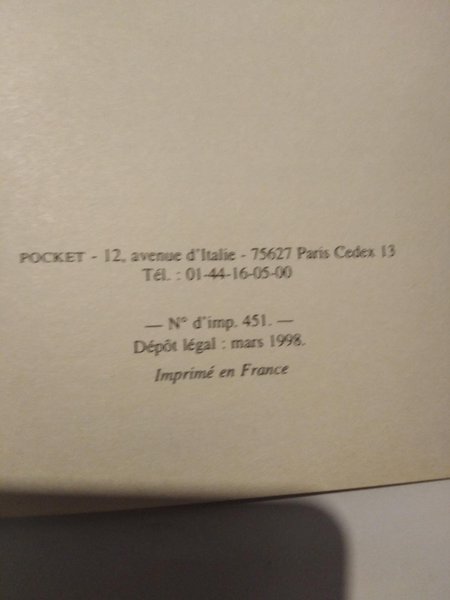 POCKET - 12, avenue d'Italie - 75627 Paris Cedex 13
Tél. : 01-44-16-05-00
— N° d'imp. 451. —
Dépôt légal : mars 1998.
Imprimé en France